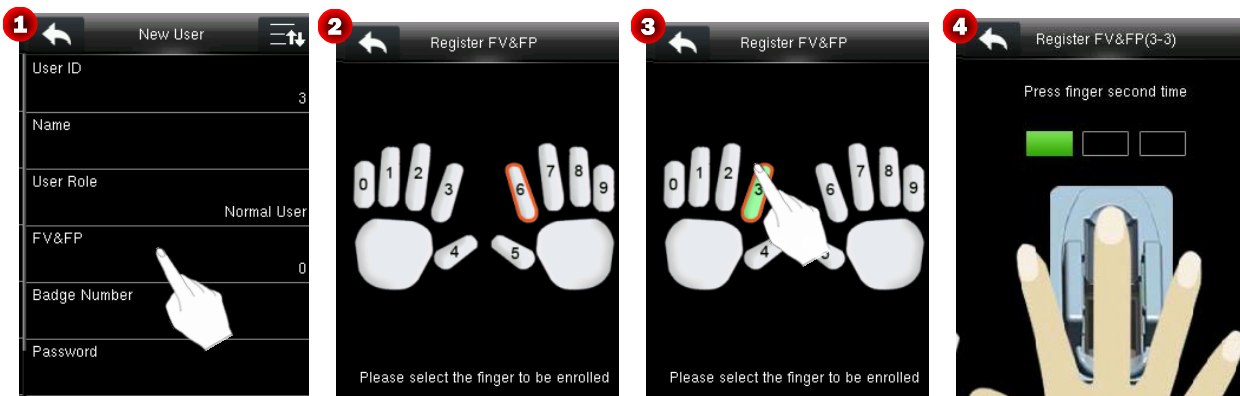 1
New User
User ID
3
Name
User Role
Normal User
FV&FP
0
Badge Number
Password
2
Register FV&FP
0 1 2 3 4 5 6 7 8 9
Please select the finger to be enrolled
3
Register FV&FP
0 1 2 3 4 5 6 7 8 9
Please select the finger to be enrolled
4
Register FV&FP(3-3)
Press finger second time